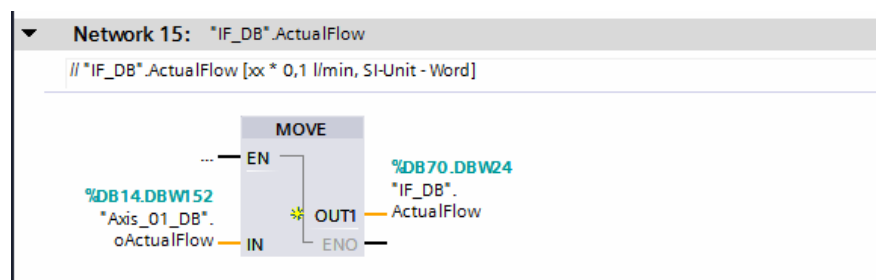 Network 15: "IF_DB".ActualFlow
// "IF_DB".ActualFlow [xx * 0,1 l/min, SI-Unit - Word]
MOVE
... EN
%DB70.DBW24
"IF_DB".
%DB14.DBW152
"Axis_01_DB".
OUT1 ActualFlow
oActualFlow IN
ENO